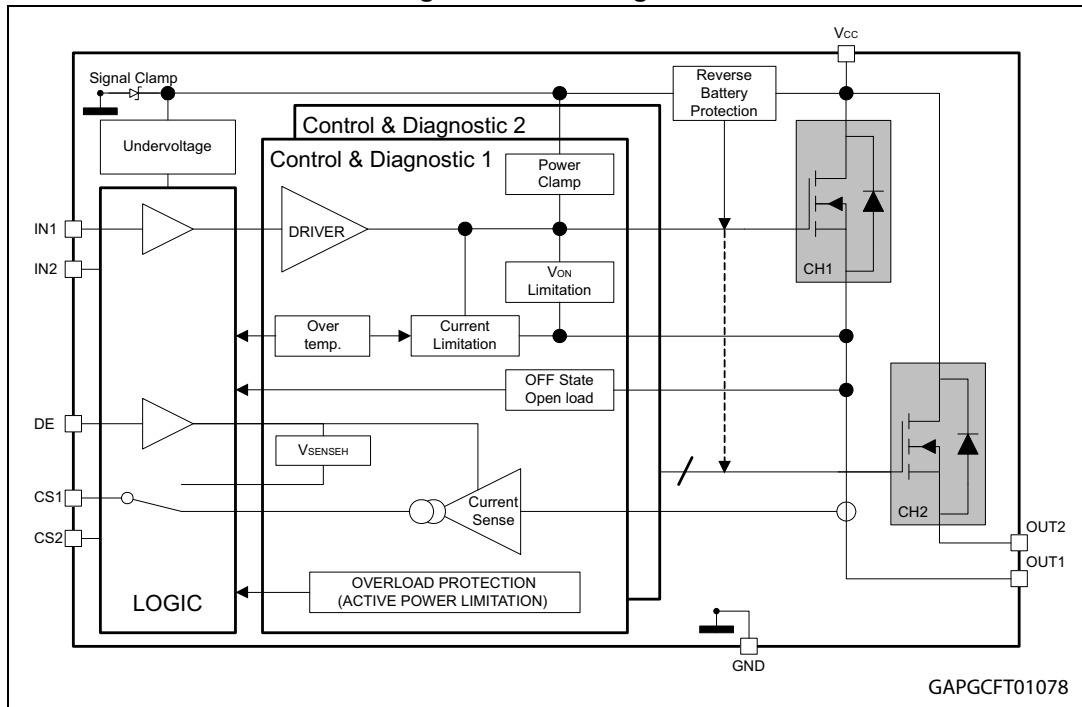 Vcc
Signal Clamp
Reverse
Battery
Protection
Control & Diagnostic 2
Undervoltage
Control & Diagnostic 1
Power
Clamp
IN1
DRIVER
IN2
VON
Limitation
CH1
Over
temp.
Current
Limitation
OFF State
Open load
DE
VSENSEH
CS1
Current
Sense
CH2
CS2
OUT2
OUT1
OVERLOAD PROTECTION
(ACTIVE POWER LIMITATION)
LOGIC
GND
GAPGCFT01078